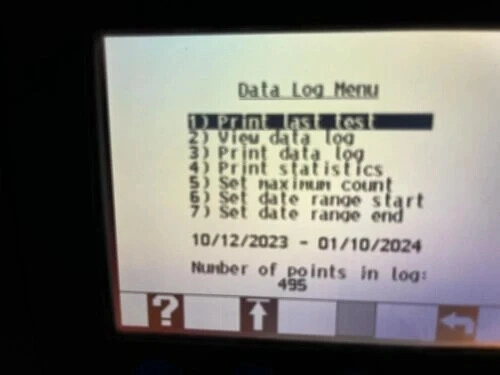 Data Log Menu
1) Print last test
2) View data log
3) Print data log
4) Print statistics
5) Set maximum count
6) Set date range start
7) Set date range end
10/12/2023 - 01/10/2024
Number of points in log:
495
?